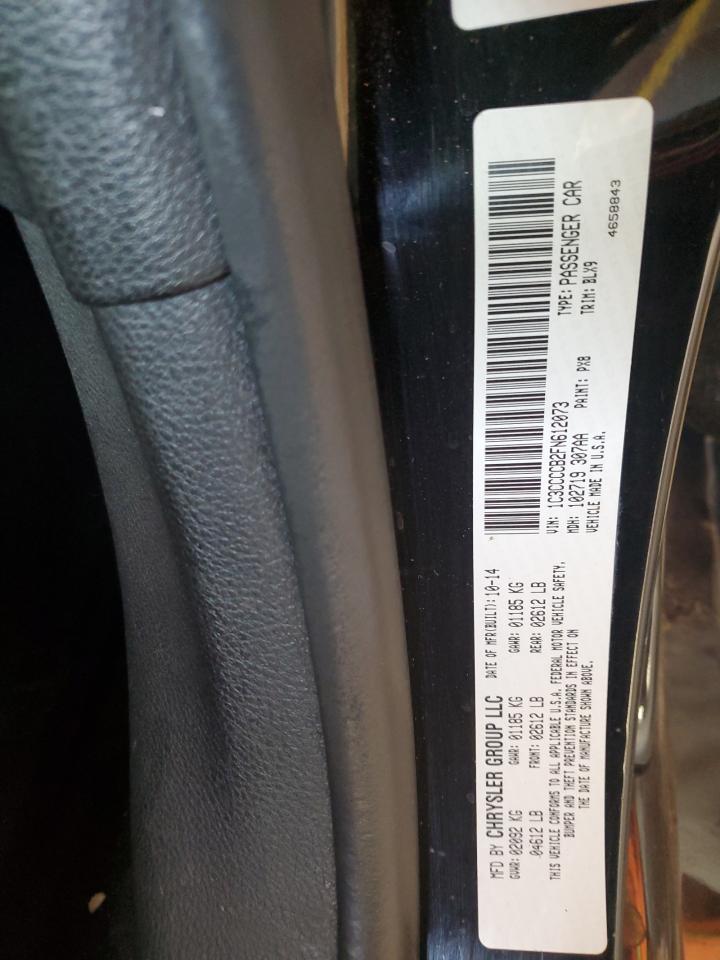 MFD BY CHRYSLER GROUP LLC DATE OF MFR(BUILT): 10-14
GVWR: 02092 KG GAWR: 01185 KG GAWR: 01185 KG
04612 LB FRONT: 02612 LB REAR: 02612 LB
THIS VEHICLE CONFORMS TO ALL APPLICABLE U.S.A. FEDERAL MOTOR VEHICLE SAFETY,
BUMPER AND THEFT PREVENTION STANDARDS IN EFFECT ON
THE DATE OF MANUFACTURE SHOWN ABOVE.
VIN: 1C3CCCCB2FN612073 TYPE: PASSENGER CAR
MDH: 102719 307AA PAINT: PX8 TRIM: BLX9
VEHICLE MADE IN U.S.A.
4658843